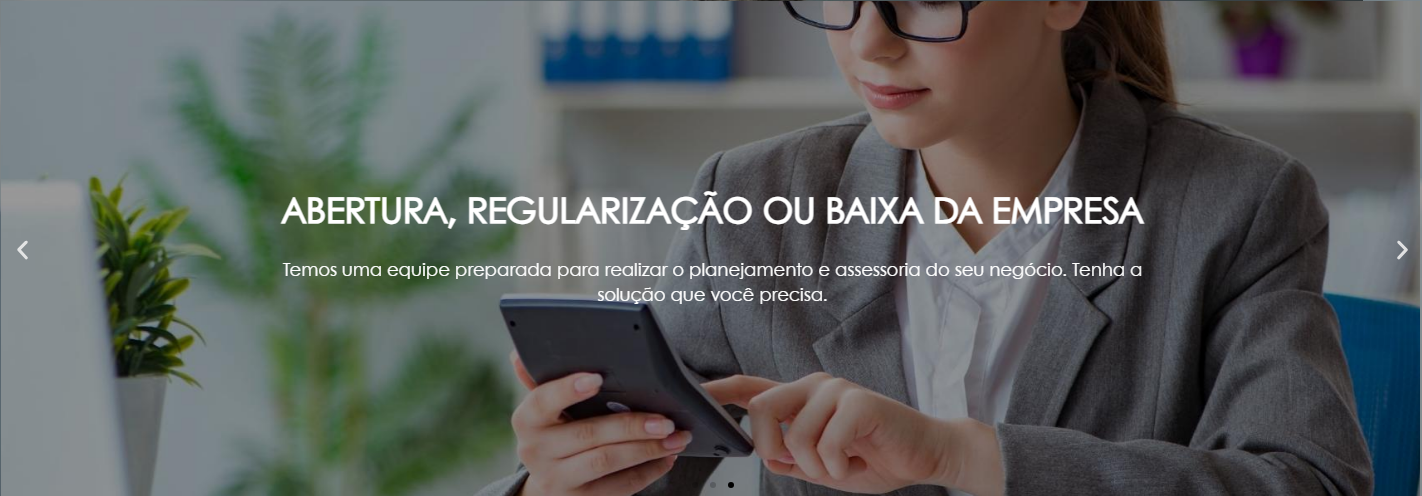 ABERTURA, REGULARIZAÇÃO OU BAIXA DA EMPRESA
Temos uma equipe preparada para realizar o planejamento e assessoria do seu negócio. Tenha a
solução que você precisa.